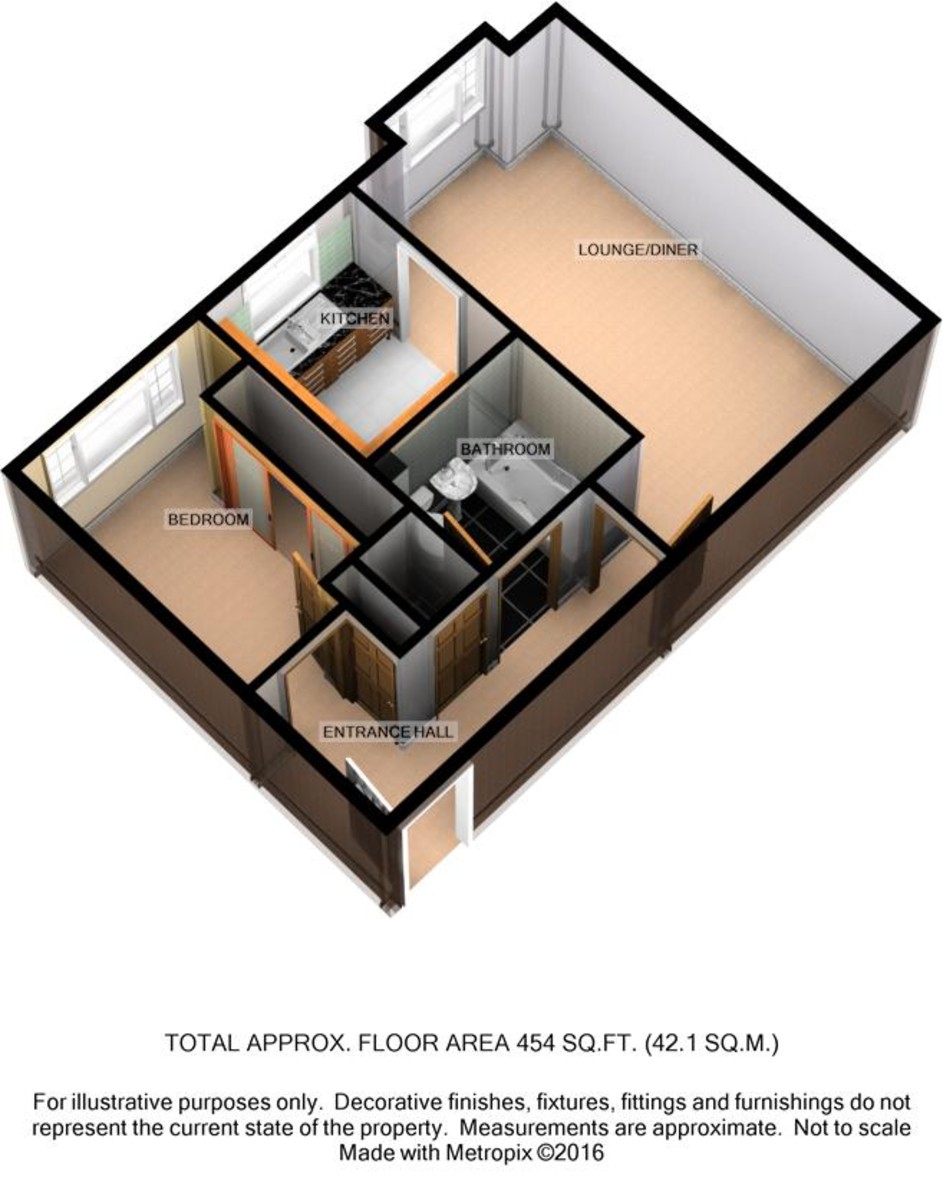 LOUNGE/DINER
KITCHEN
BATHROOM
BEDROOM
ENTRANCE HALL
TOTAL APPROX. FLOOR AREA 454 SQ.FT. (42.1 SQ.M.)
For illustrative purposes only. Decorative finishes, fixtures, fittings and furnishings do not
represent the current state of the property. Measurements are approximate. Not to scale
Made with Metropix ©2016